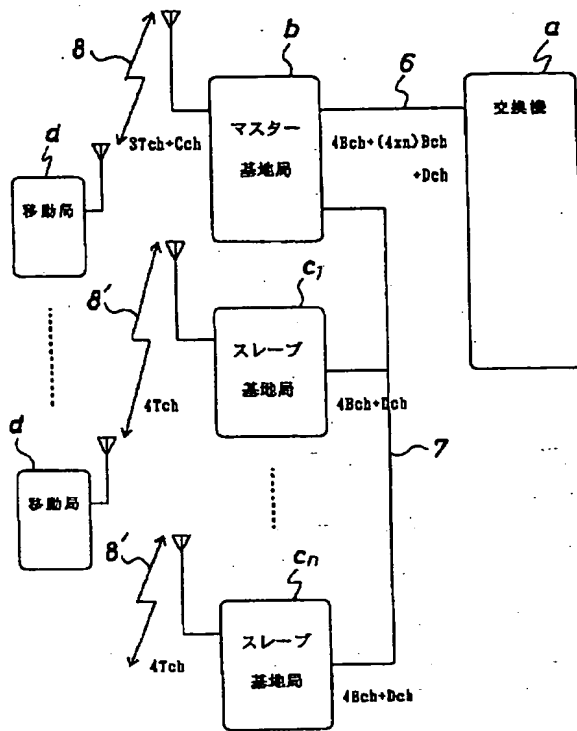 b
a
8
6
交換機
マスター
基地局
d
3Tch+Cch
4Bch+(4xn)Bch
+Dch
移動局
c1
8'
スレーブ
基地局
4Tch
4Bch+Dch
7
d
移動局
8'
cn
スレーブ
基地局
4Tch
4Bch+Dch